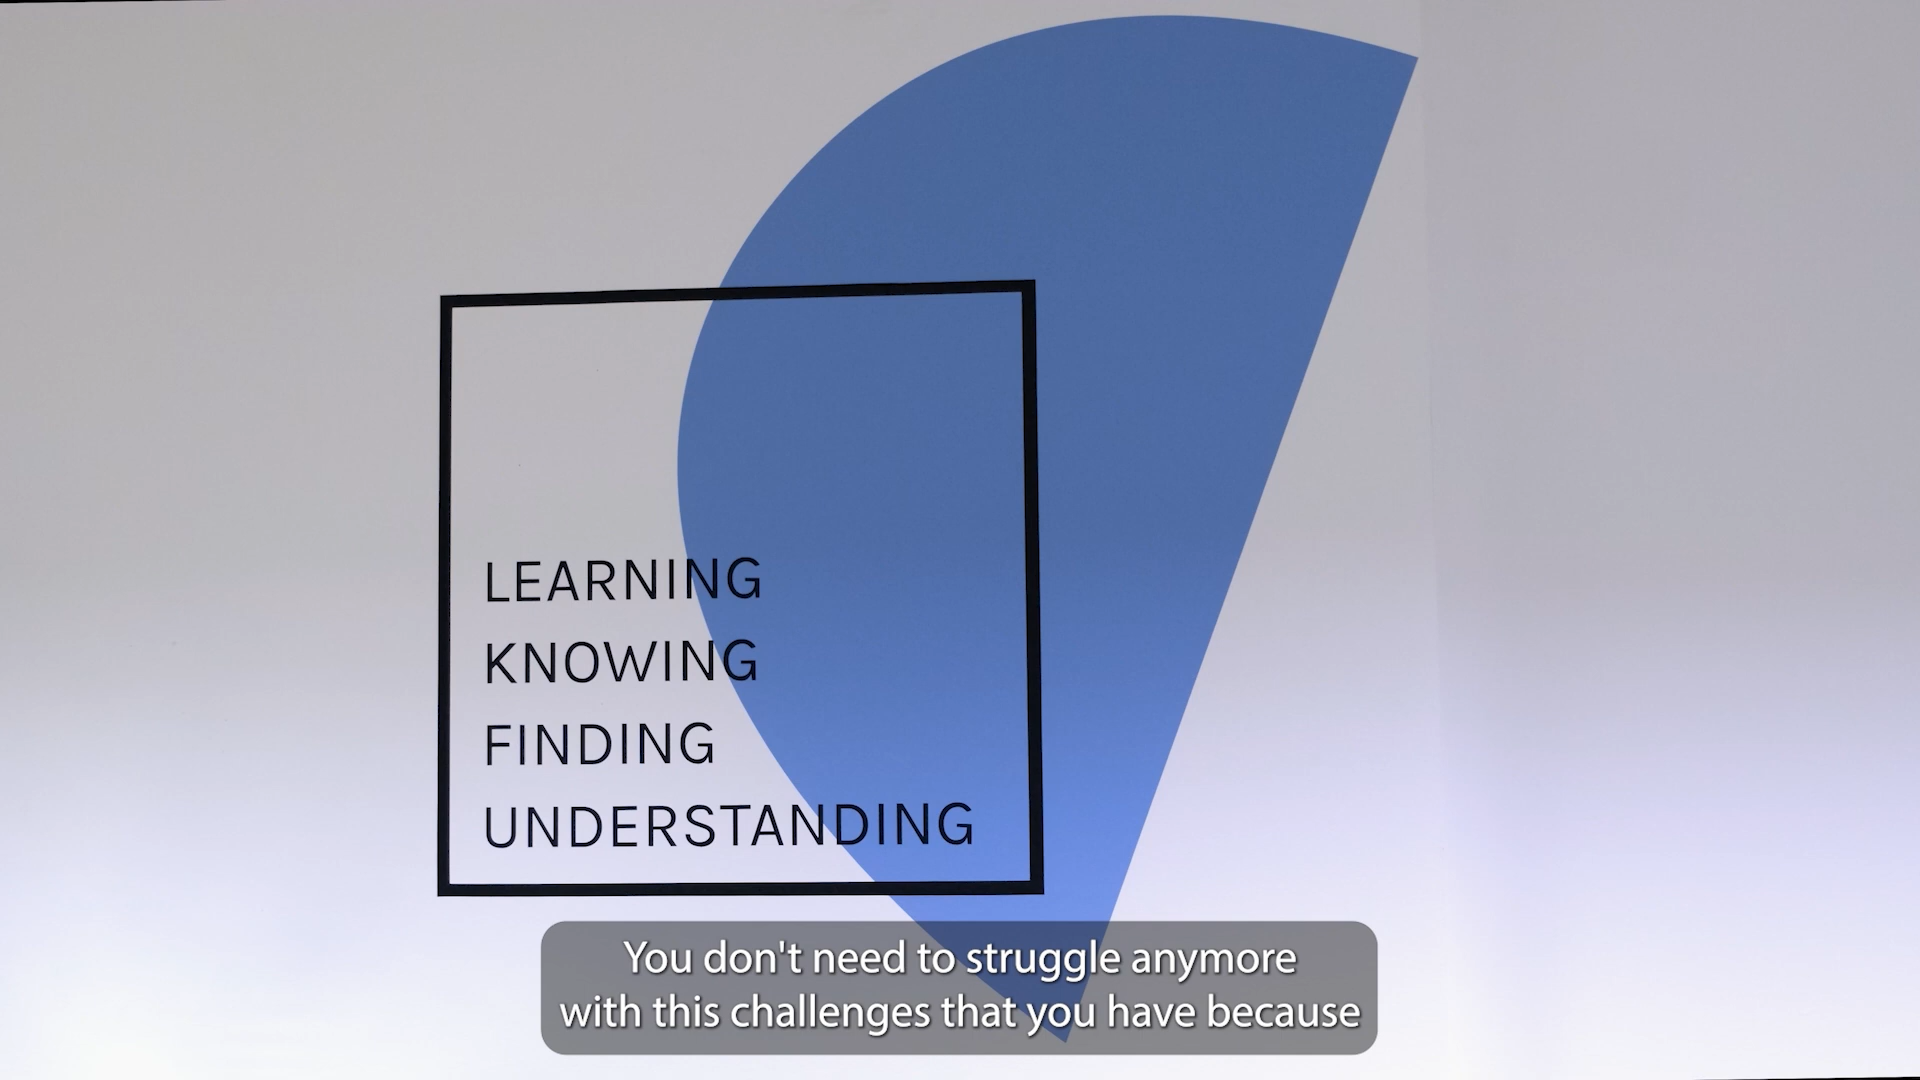 LEARNING
KNOWING
FINDING
UNDERSTANDING
You don't need to struggle anymore
with this challenges that you have because